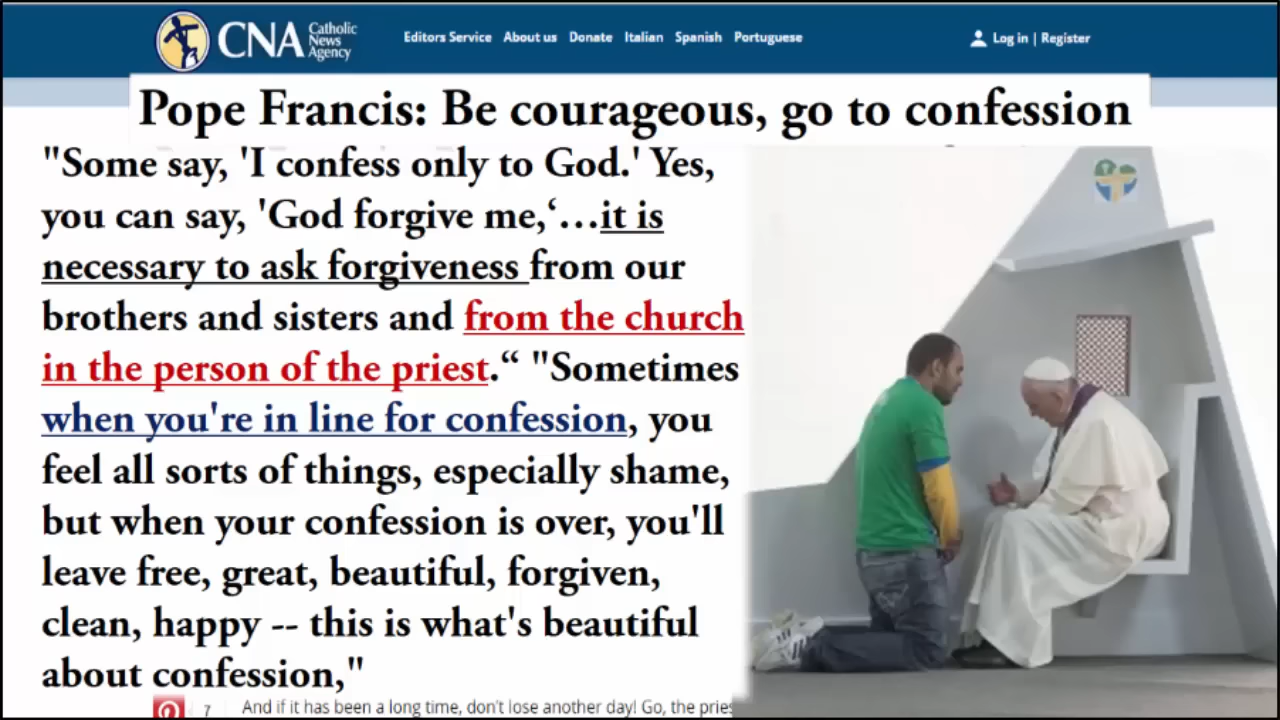 CNA Catholic
News
Agency
Editors Service About us Donate Italian Spanish Portuguese
Log in | Register
Pope Francis: Be courageous, go to confession
"Some say, 'I confess only to God.' Yes,
you can say, 'God forgive me,‘…it is
necessary to ask forgiveness from our
brothers and sisters and from the church
in the person of the priest.“ "Sometimes
when you're in line for confession, you
feel all sorts of things, especially shame,
but when your confession is over, you'll
leave free, great, beautiful, forgiven,
clean, happy -- this is what's beautiful
about confession,"
7
And if it has been a long time, don't lose another day! Go, the